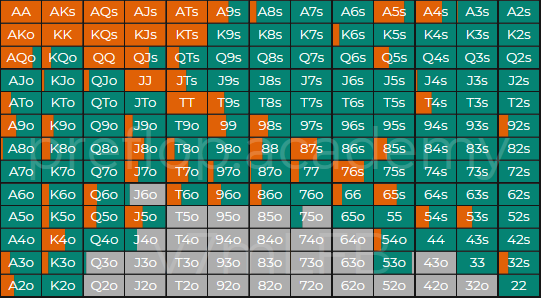 AA AKs AQs AJs ATs A9s A8s A7s A6s A5s A4s A3s A2s
AKo KK KQs KJs KTs K9s K8s K7s K6s K5s K4s K3s K2s
AQo KQo QQ QJs QTs Q9s Q8s Q7s Q6s Q5s Q4s Q3s Q2s
AJo KJo QJo JJ JTs J9s J8s J7s J6s J5s J4s J3s J2s
ATo KTo QTo JTo TT T9s T8s T7s T6s T5s T4s T3s T2s
A9o K9o Q9o J9o T9o 99 98s 97s 96s 95s 94s 93s 92s
A8o K8o Q8o J8o T8o 98o 88 87s 86s 85s 84s 83s 82s
preflop.academy
A7o K7o Q7o J7o T7o 97o 87o 77 76s 75s 74s 73s 72s
A6o K6o Q6o J6o T6o 96o 86o 76o 66 65s 64s 63s 62s
A5o K5o Q5o J5o T5o 95o 85o 75o 65o 55 54s 53s 52s
A4o K4o Q4o J4o T4o 94o 84o 74o 64o 54o 44 43s 42s
A3o K3o Q3o J3o T3o 93o 83o 73o 63o 53o 43o 33 32s
A2o K2o Q2o J2o T2o 92o 82o 72o 62o 52o 42o 32o 22